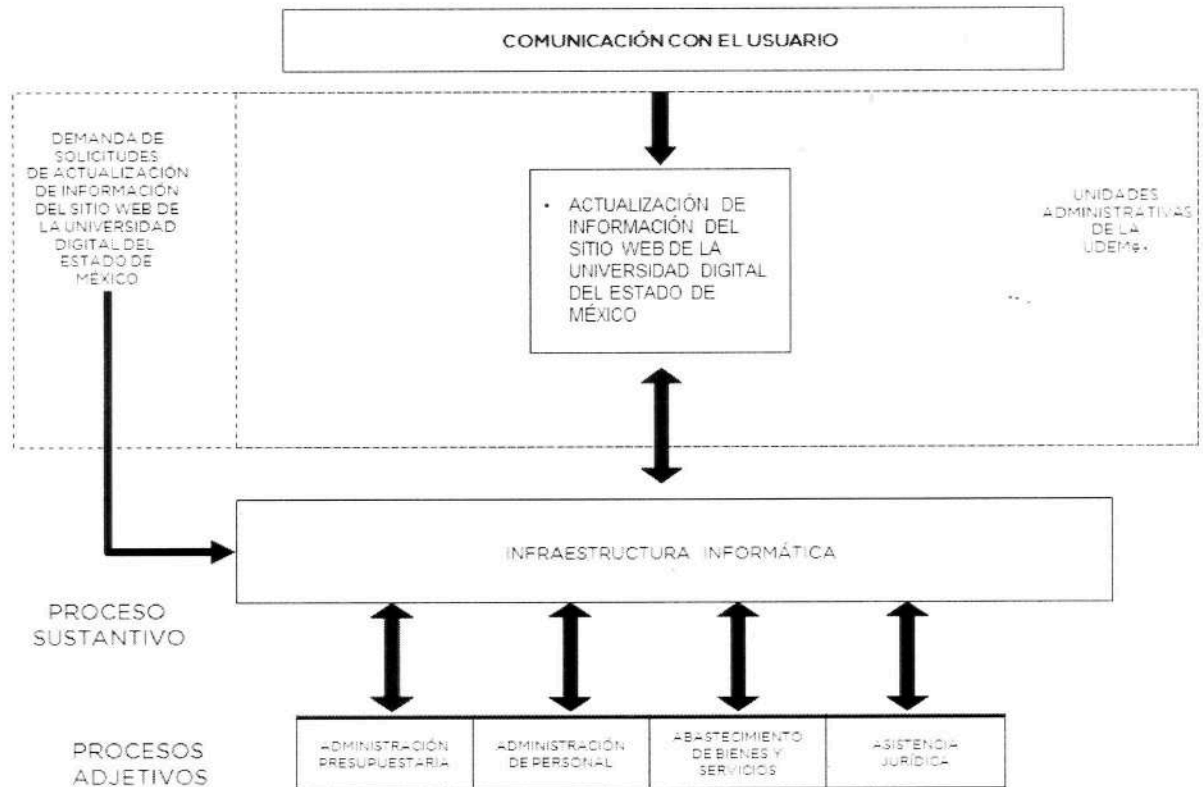 COMUNICACIÓN CON EL USUARIO
DEMANDA DE
SOLICITUDES
DE ACTUALIZACIÓN
DE INFORMACIÓN
DEL SITIO WEB DE
LA UNIVERSIDAD
DIGITAL DEL
ESTADO DE
MÉXICO
• ACTUALIZACIÓN DE
INFORMACIÓN DEL
SITIO WEB DE LA
UNIVERSIDAD DIGITAL
DEL ESTADO DE
MÉXICO
UNIDADES
ADMINISTRATIVAS
DE LA
INFRAESTRUCTURA INFORMÁTICA
PROCESO
SUSTANTIVO
PROCESOS
ADJETIVOS
ADMINISTRACIÓN
PRESUPUESTARIA
ADMINISTRACIÓN
DE PERSONAL
ABASTECIMIENTO
DE BIENES Y
SERVICIOS
ASISTENCIA
JURÍDICA